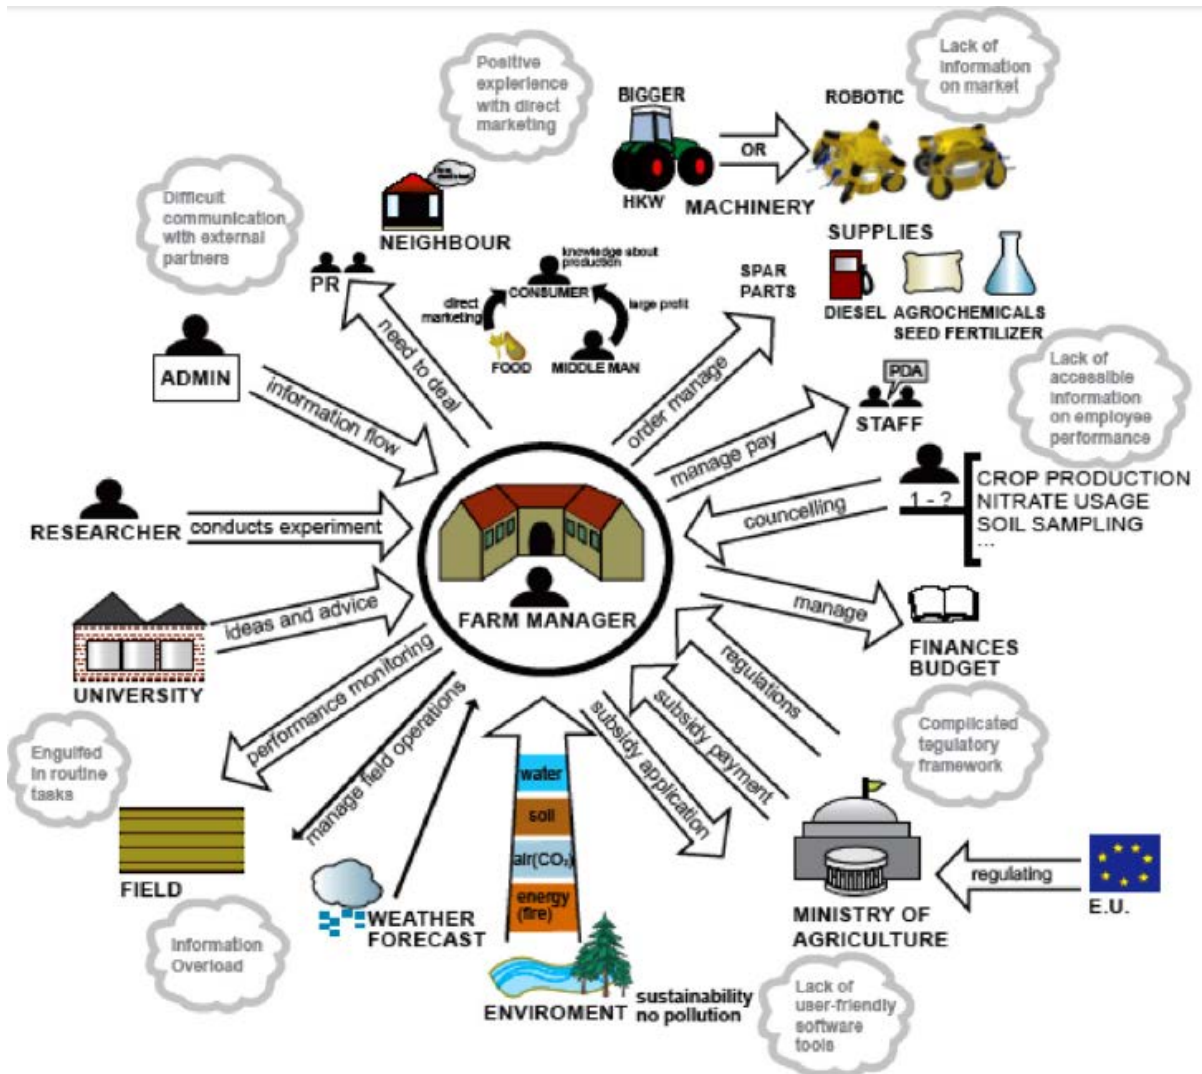 Positive
explerience
with direct
marketing
Lack of
information
on market
BIGGER
ROBOTIC
OR
HKW
MACHINERY
Difficult
communication
with external
partners
NEIGHBOUR
SUPPLIES
PR
knowledge about
production
CONSUMER
direct
marketing
large profit
FOOD
MIDDLE MAN
SPAR
PARTS
DIESEL
AGROCHEMICALS
SEED FERTILIZER
ADMIN
need to deal
information flow
order manage
PDA
STAFF
manage pay
Lack of
accessible
information
on employee
performance
RESEARCHER
conducts experiment
councelling
1 - ?
CROP PRODUCTION
NITRATE USAGE
SOIL SAMPLING
...
FARM MANAGER
UNIVERSITY
ideas and advice
manage
FINANCES
BUDGET
performance monitoring
manage field operations
regulations
subsidy payment
subsidy application
Engulfed
in routine
tasks
Complicated
tegulatory
framework
FIELD
water
soil
air(CO₂)
energy
(fire)
WEATHER
FORECAST
MINISTRY OF
AGRICULTURE
regulating
E.U.
Information
Overload
ENVIROMENT
sustainability
no pollution
Lack of
user-friendly
software
tools